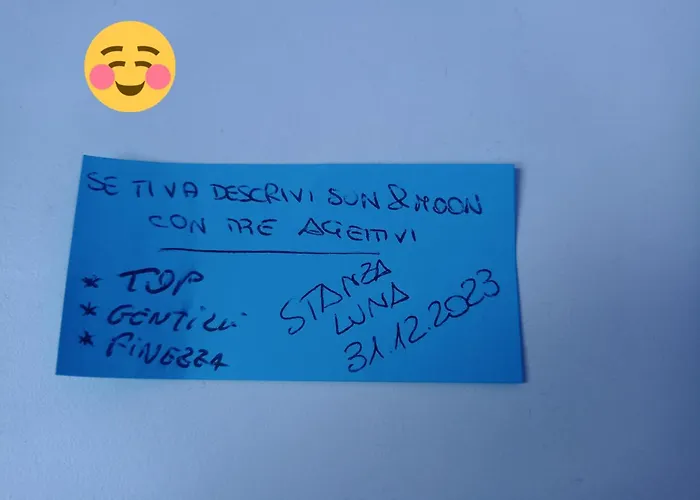 SE TI VA DESCRIVI SUN & MOON
CON TRE AGETTIVI
* TOP
* GENTILI
* FINEZZA
STANZA
LUNA
31.12.2023